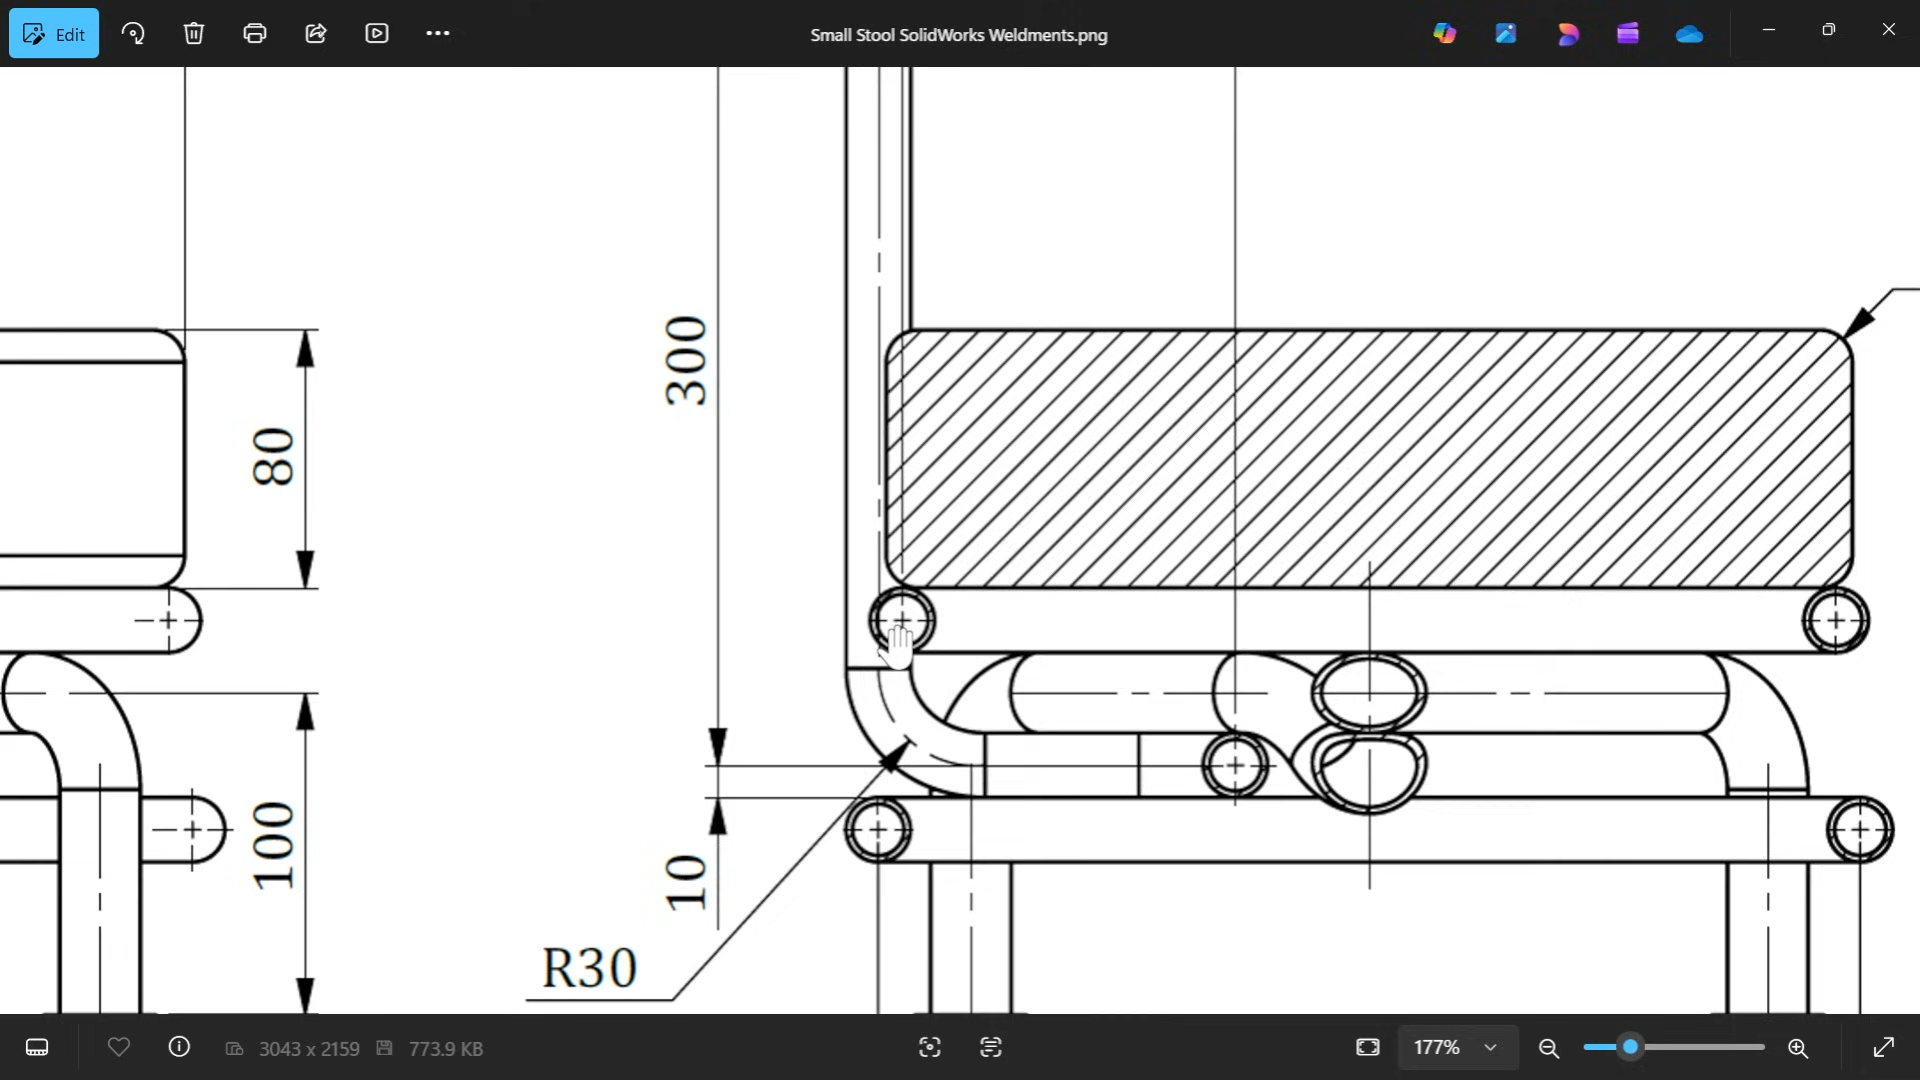 Edit
Small Stool SolidWorks Weldments.png
300
80
100
10
R30
3043 x 2159
773.9 KB
177%